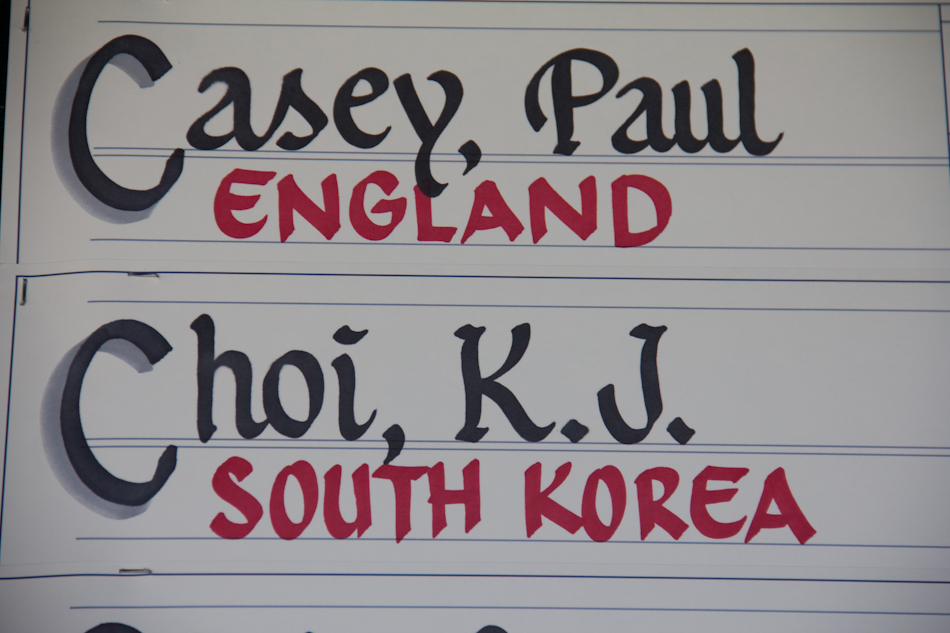 Casey, Paul
ENGLAND
Choi, K.J.
SOUTH KOREA